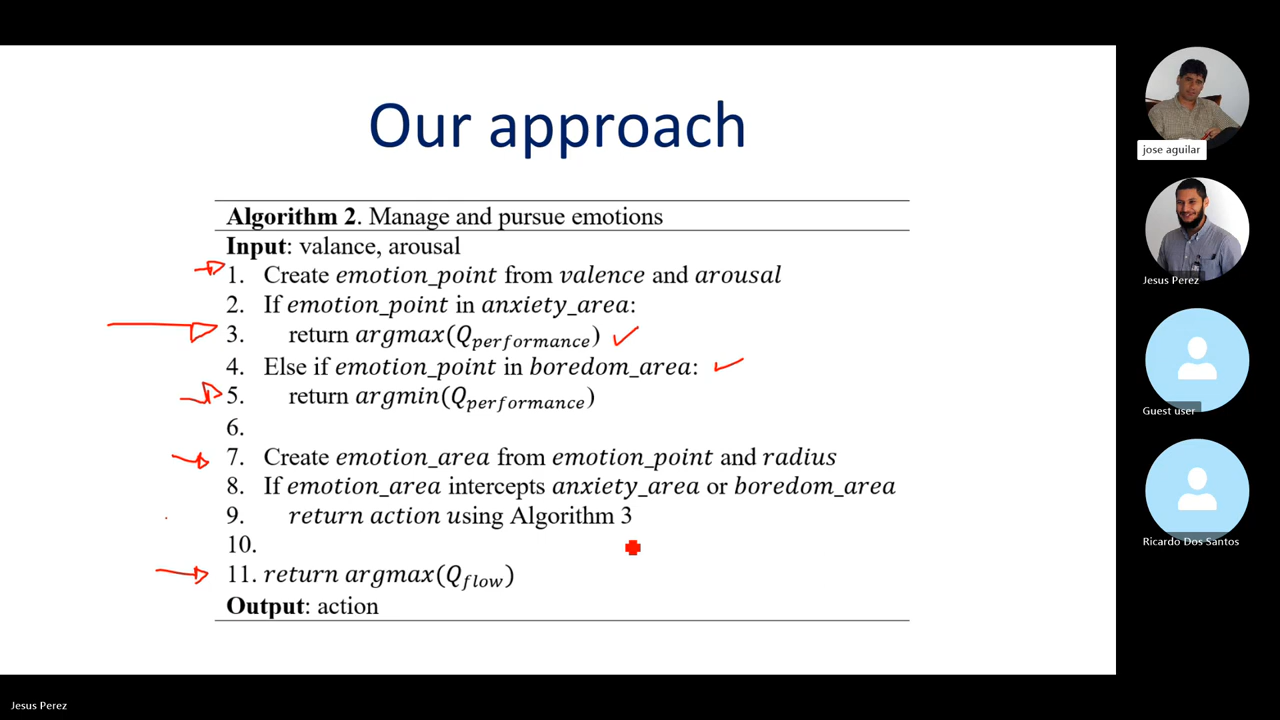 Our approach
Algorithm 2. Manage and pursue emotions
Input: valance, arousal
1. Create emotion_point from valence and arousal
2. If emotion_point in anxiety_area:
3. return argmax(Q_performance)
4. Else if emotion_point in boredom_area:
5. return argmin(Q_performance)
6.
7. Create emotion_area from emotion_point and radius
8. If emotion_area intercepts anxiety_area or boredom_area
9. return action using Algorithm 3
10.
11. return argmax(Q_flow)
Output: action
jose aguilar
Jesus Perez
Guest user
Ricardo Dos Santos
Jesus Perez